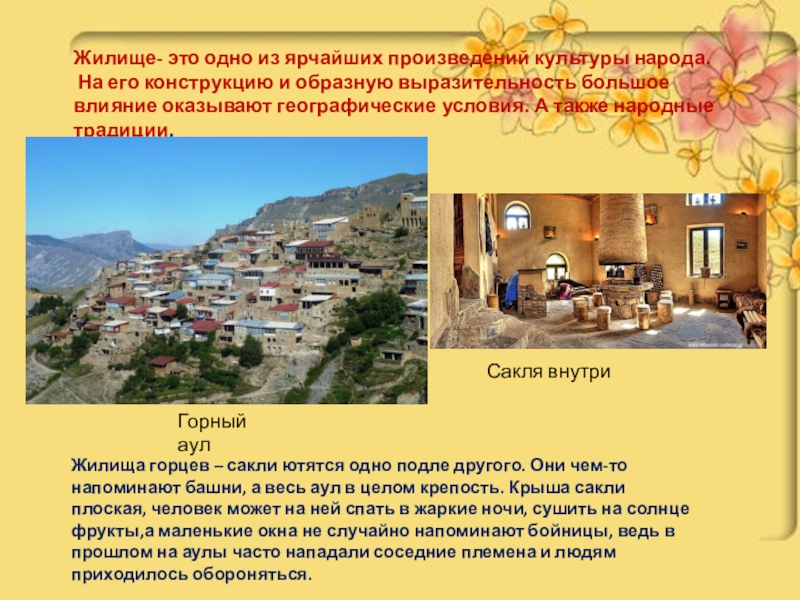 Жилище- это одно из ярчайших произведений культуры народа.
На его конструкцию и образную выразительность большое
влияние оказывают географические условия. А также народные
традиции.
Сакля внутри
Горный
аул
Жилища горцев – сакли ютятся одно подле другого. Они чем-то
напоминают башни, а весь аул в целом крепость. Крыша сакли
плоская, человек может на ней спать в жаркие ночи, сушить на солнце
фрукты,а маленькие окна не случайно напоминают бойницы, ведь в
прошлом на аулы часто нападали соседние племена и людям
приходилось обороняться.